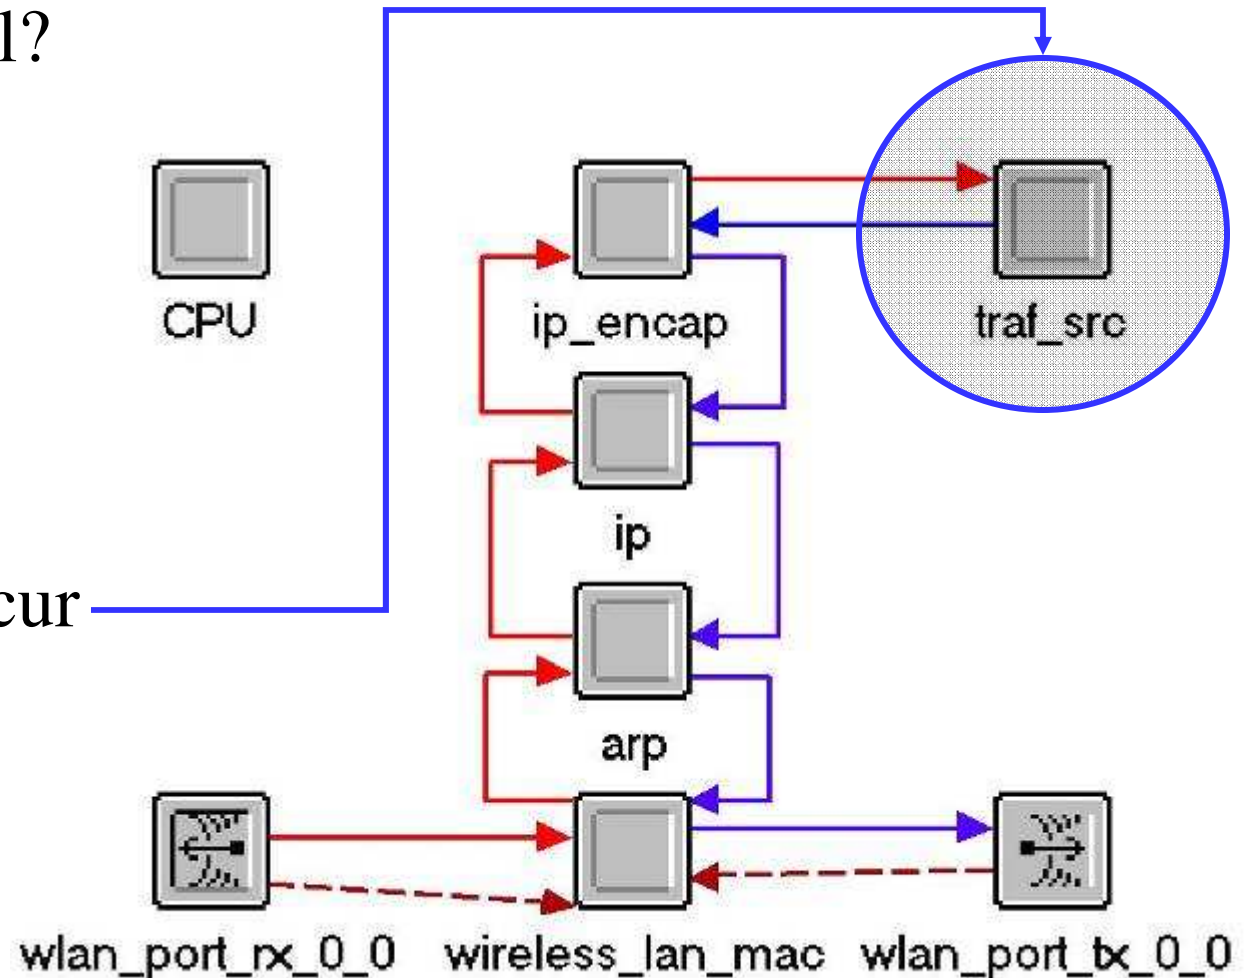 l?
CPU
ip_encap
traf_src
ip
cur
arp
wlan_port_rx_0_0
wireless_lan_mac
wlan_port_tx_0_0